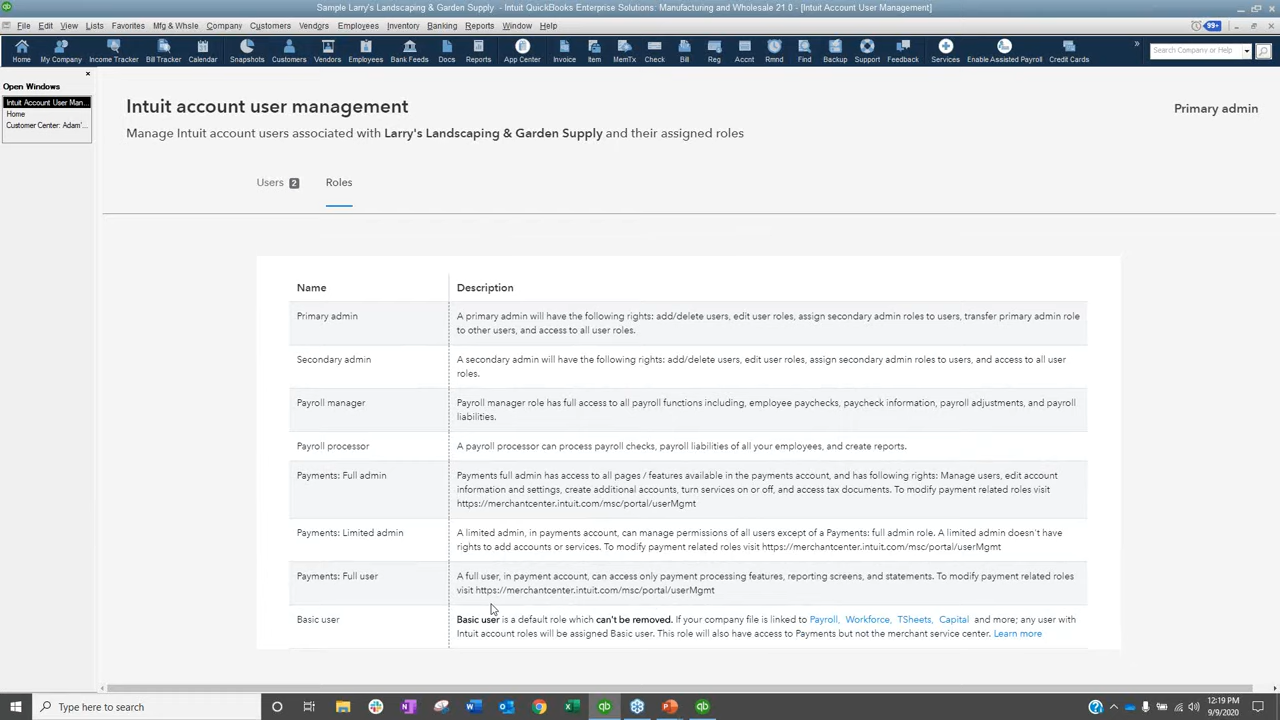 Sample Larry's Landscaping & Garden Supply - Intuit QuickBooks Enterprise Solutions: Manufacturing and Wholesale 21.0 - [Intuit Account User Management]
File Edit View Lists Favorites Mfg & Whsle Company Customers Vendors Employees Inventory Banking Reports Window Help
99+
Home My Company Income Tracker Bill Tracker Calendar Snapshots Customers Vendors Employees Bank Feeds Docs Reports App Center Invoice Item MemTx Check Bill Reg Accnt Rmnd Find Backup Support Feedback Services Enable Assisted Payroll Credit Cards
Search Company or Help
Open Windows
Intuit Account User Man...
Home
Customer Center: Adam'...
Intuit account user management
Primary admin
Manage Intuit account users associated with Larry's Landscaping & Garden Supply and their assigned roles
Users 2 Roles
Name Description
Primary admin A primary admin will have the following rights: add/delete users, edit user roles, assign secondary admin roles to users, transfer primary admin role
to other users, and access to all user roles.
Secondary admin A secondary admin will have the following rights: add/delete users, edit user roles, assign secondary admin roles to users, and access to all user
roles.
Payroll manager Payroll manager role has full access to all payroll functions including, employee paychecks, paycheck information, payroll adjustments, and payroll
liabilities.
Payroll processor A payroll processor can process payroll checks, payroll liabilities of all your employees, and create reports.
Payments: Full admin Payments full admin has access to all pages / features available in the payments account, and has following rights: Manage users, edit account
information and settings, create additional accounts, turn services on or off, and access tax documents. To modify payment related roles visit
https://merchantcenter.intuit.com/msc/portal/userMgmt
Payments: Limited admin A limited admin, in payments account, can manage permissions of all users except of a Payments: full admin role. A limited admin doesn't have
rights to add accounts or services. To modify payment related roles visit https://merchantcenter.intuit.com/msc/portal/userMgmt
Payments: Full user A full user, in payment account, can access only payment processing features, reporting screens, and statements. To modify payment related roles
visit https://merchantcenter.intuit.com/msc/portal/userMgmt
Basic user Basic user is a default role which can't be removed. If your company file is linked to Payroll, Workforce, TSheets, Capital and more; any user with
Intuit account roles will be assigned Basic user. This role will also have access to Payments but not the merchant service center. Learn more
Type here to search
12:19 PM
9/9/2020